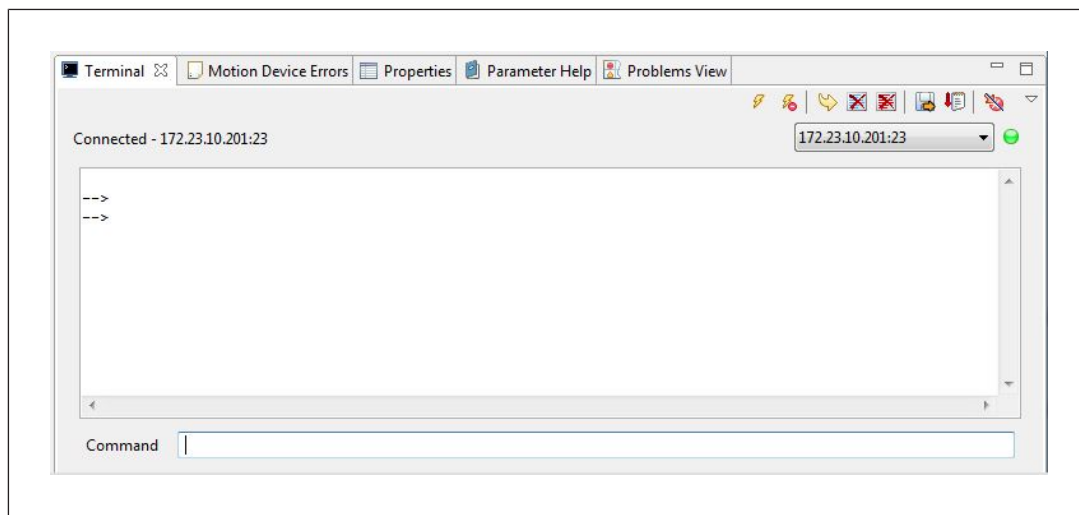 Terminal Motion Device Errors Properties Parameter Help Problems View
Connected - 172.23.10.201:23 172.23.10.201:23
-->
-->
Command